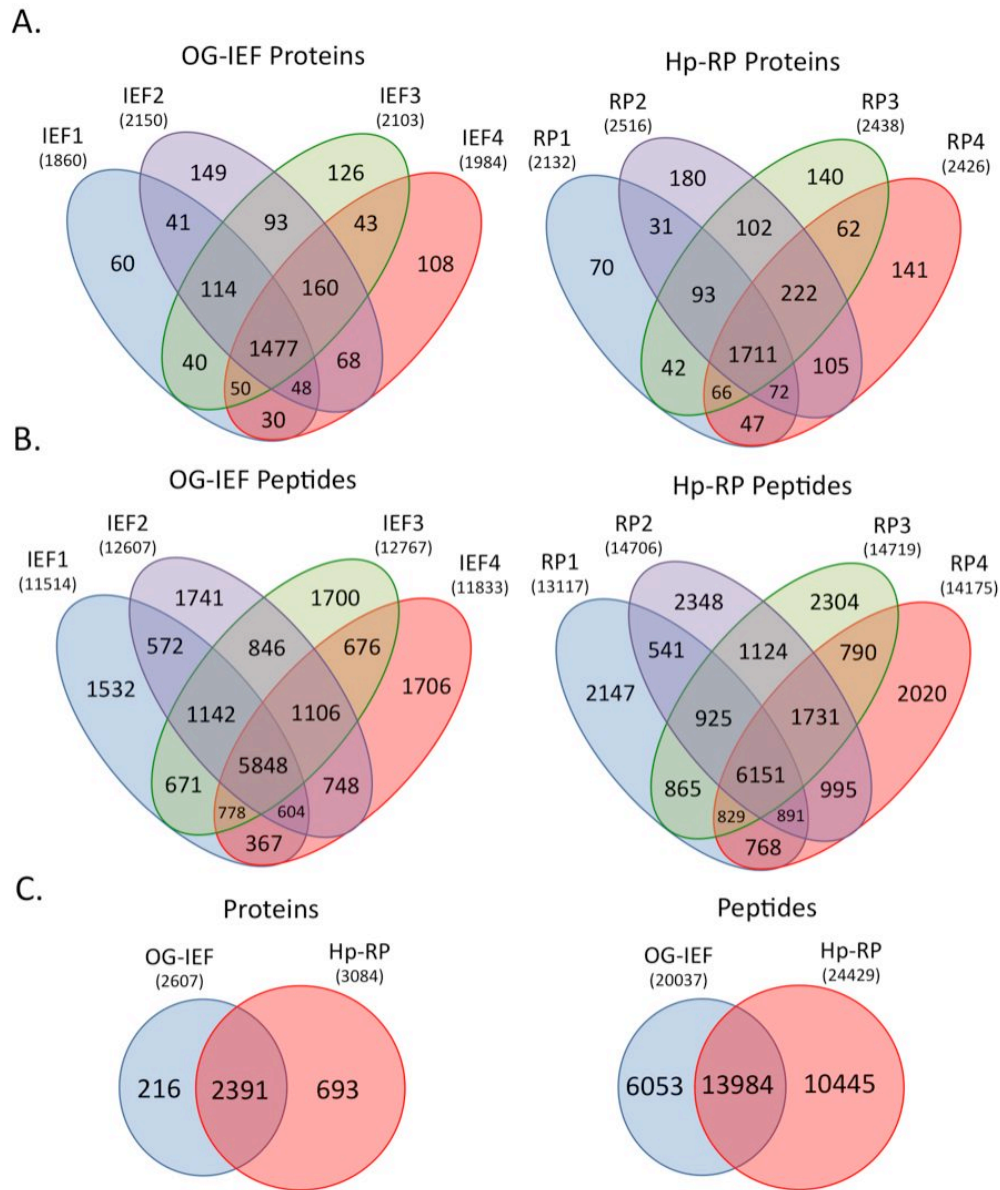 A.
OG-IEF Proteins
IEF1
(1860)
IEF2
(2150)
IEF3
(2103)
IEF4
(1984)
149
126
41
93
43
60
108
114
160
1477
40
68
50
48
30
Hp-RP Proteins
RP1
(2132)
RP2
(2516)
RP3
(2438)
RP4
(2426)
180
140
31
102
62
70
141
93
222
1711
42
105
66
72
47
B.
OG-IEF Peptides
IEF1
(11514)
IEF2
(12607)
IEF3
(12767)
IEF4
(11833)
1741
1700
572
846
676
1532
1706
1142
1106
5848
671
748
778
604
367
Hp-RP Peptides
RP1
(13117)
RP2
(14706)
RP3
(14719)
RP4
(14175)
2348
2304
541
1124
790
2147
2020
925
1731
6151
865
995
829
891
768
C.
Proteins
OG-IEF
(2607)
Hp-RP
(3084)
216
2391
693
Peptides
OG-IEF
(20037)
Hp-RP
(24429)
6053
13984
10445